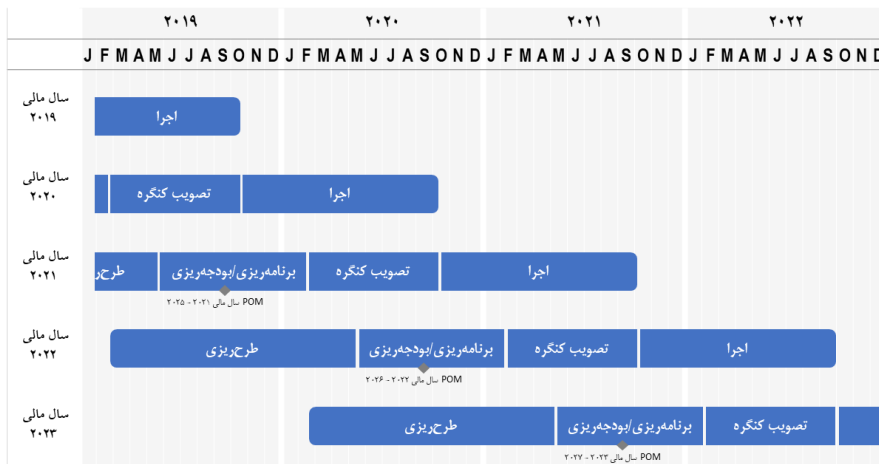 ۲۰۱۹ ۲۰۲۰ ۲۰۲۱ ۲۰۲۲
J F M A M J J A S O N D J F M A M J J A S O N D J F M A M J J A S O N D J F M A M J J A S O N D
سال مالی
۲۰۱۹
اجرا
سال مالی
۲۰۲۰
تصویب کنگره
اجرا
سال مالی
۲۰۲۱
طرح‌ر
برنامه‌ریزی/بودجه‌ریزی
تصویب کنگره
اجرا
POM سال مالی ۲۰۲۱ - ۲۰۲۵
سال مالی
۲۰۲۲
طرح‌ریزی
برنامه‌ریزی/بودجه‌ریزی
تصویب کنگره
اجرا
POM سال مالی ۲۰۲۲ - ۲۰۲۶
سال مالی
۲۰۲۳
طرح‌ریزی
برنامه‌ریزی/بودجه‌ریزی
تصویب کنگره
POM سال مالی ۲۰۲۳ - ۲۰۲۷